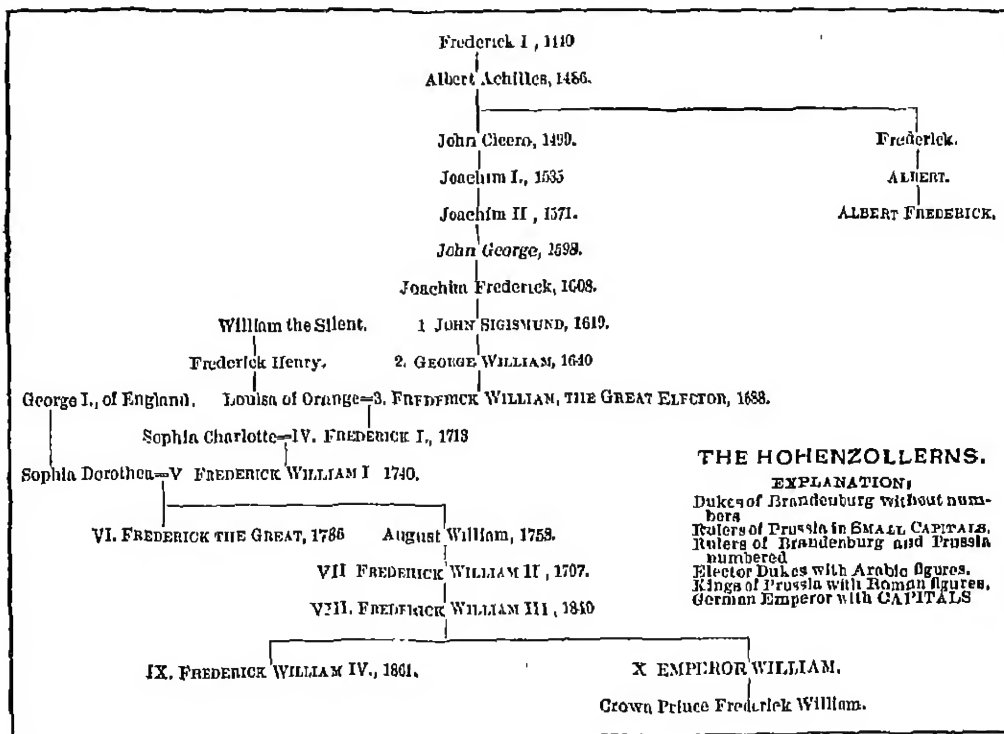 Frederick I, 1440
Albert Achilles, 1486.
John Cicero, 1499. Frederick.
Joachim I., 1535 ALBERT.
Joachim II, 1571. ALBERT FREDERICK.
John George, 1598.
Joachim Frederick, 1608.
William the Silent. 1 JOHN SIGISMUND, 1619.
Frederick Henry. 2. GEORGE WILLIAM, 1640
George I., of England. Louisa of Orange=3. FREDERICK WILLIAM, THE GREAT ELECTOR, 1688.
Sophia Charlotte=IV. FREDERICK I., 1713
Sophia Dorothea=V FREDERICK WILLIAM I 1740.
VI. FREDERICK THE GREAT, 1786 August William, 1758.
VII FREDERICK WILLIAM II, 1797.
VIII. FREDERICK WILLIAM III, 1840
IX. FREDERICK WILLIAM IV., 1861. X EMPEROR WILLIAM.
Crown Prince Frederick William.
THE HOHENZOLLERNS.
EXPLANATION:
Dukes of Brandenburg without num-
bers
Rulers of Prussia in SMALL CAPITALS.
Rulers of Brandenburg and Prussia
numbered
Elector Dukes with Arabic figures.
Kings of Prussia with Roman figures.
German Emperor with CAPITALS